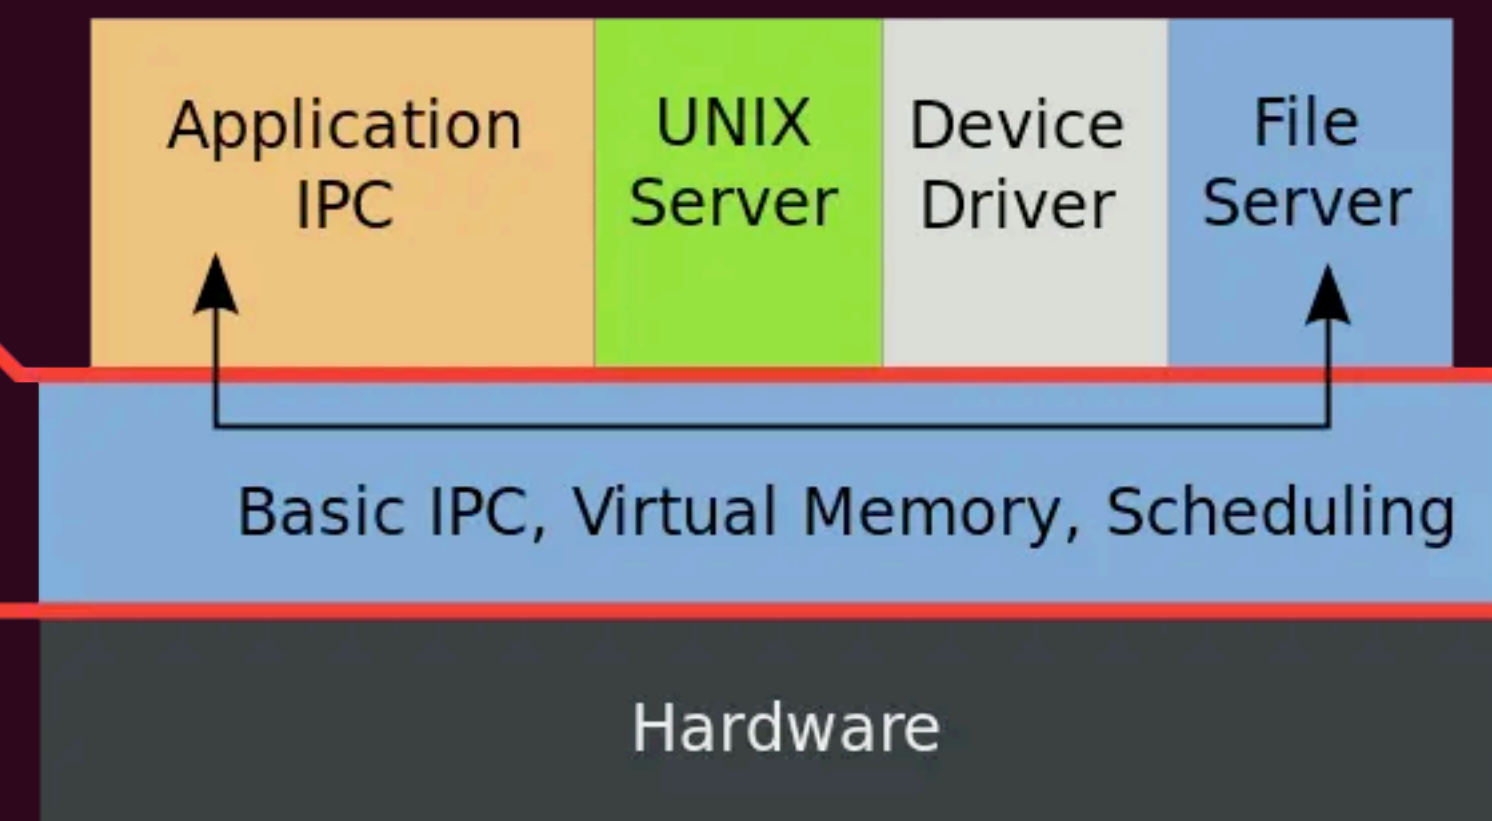 Application
IPC
UNIX
Server
Device
Driver
File
Server
Basic IPC, Virtual Memory, Scheduling
Hardware